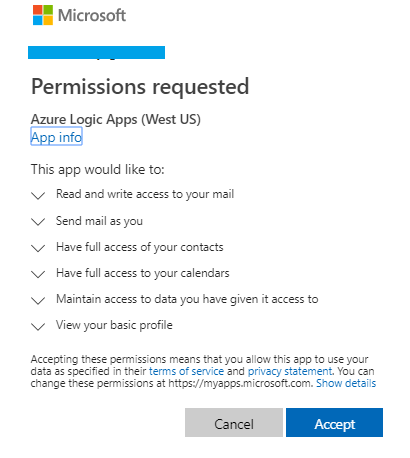 Microsoft
Permissions requested
Azure Logic Apps (West US)
App info
This app would like to:
Read and write access to your mail
Send mail as you
Have full access of your contacts
Have full access to your calendars
Maintain access to data you have given it access to
View your basic profile
Accepting these permissions means that you allow this app to use your
data as specified in their terms of service and privacy statement. You can
change these permissions at https://myapps.microsoft.com. Show details
Cancel
Accept